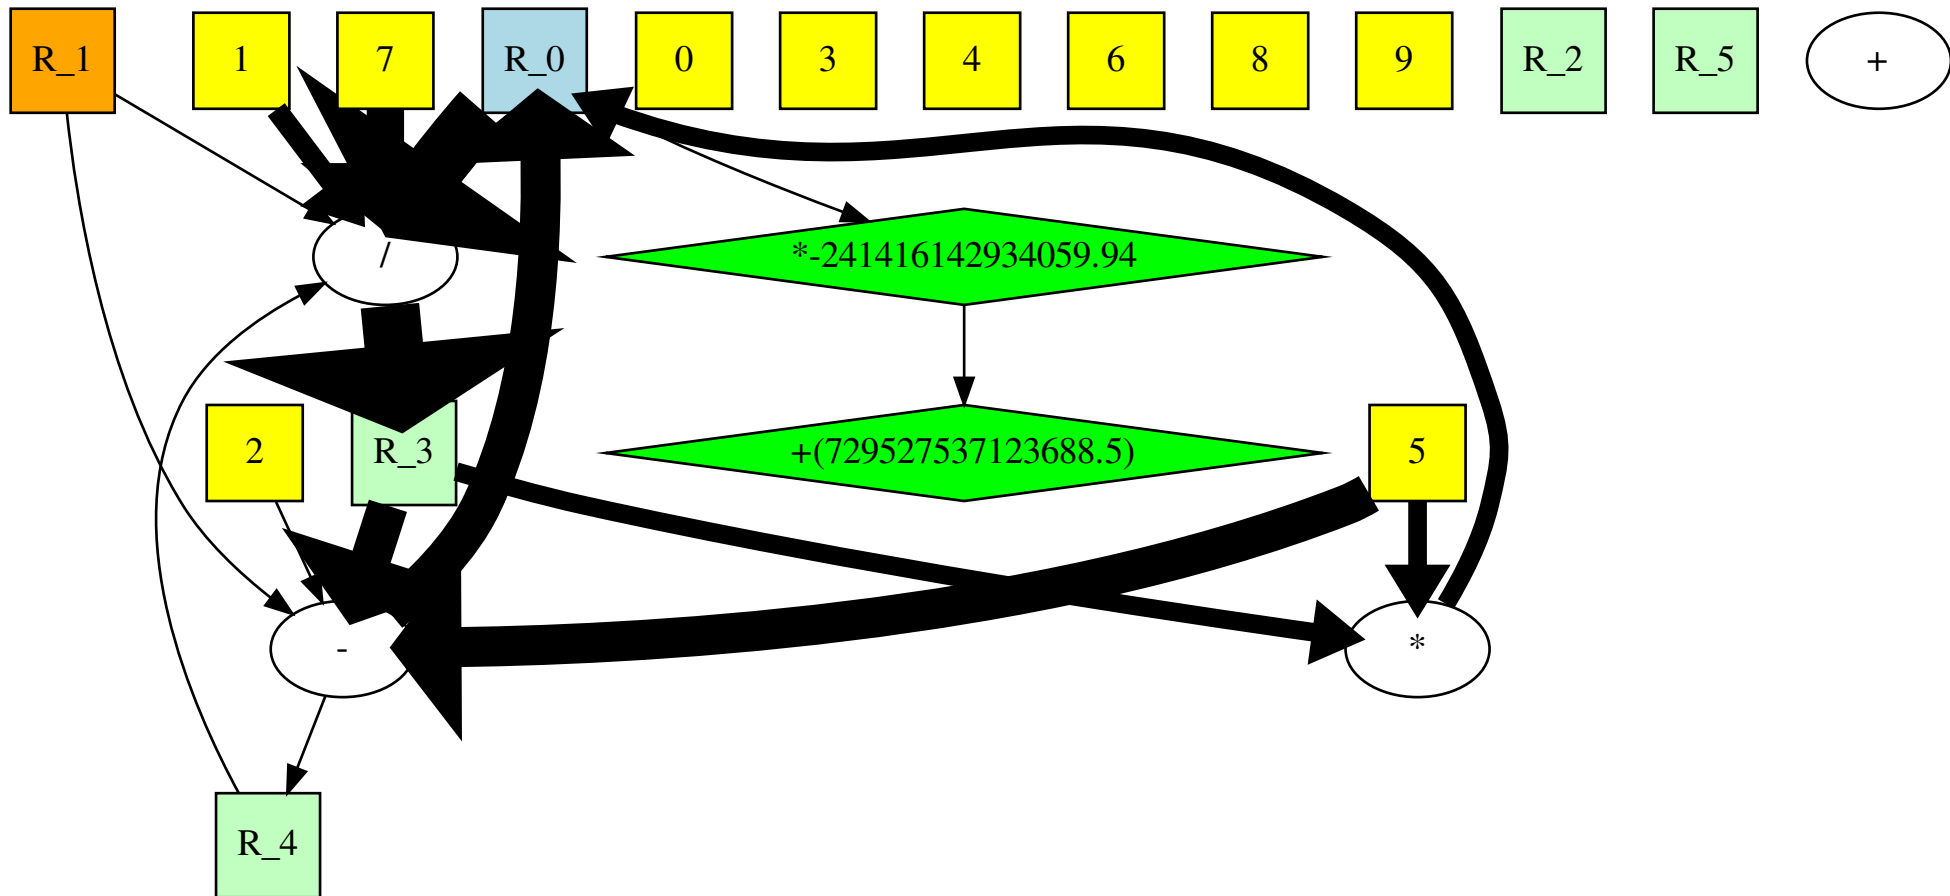 R_1
1
7
R_0
0
3
4
6
8
9
R_2
R_5
+
/
*-241416142934059.94
2
R_3
+(729527537123688.5)
5
-
*
R_4